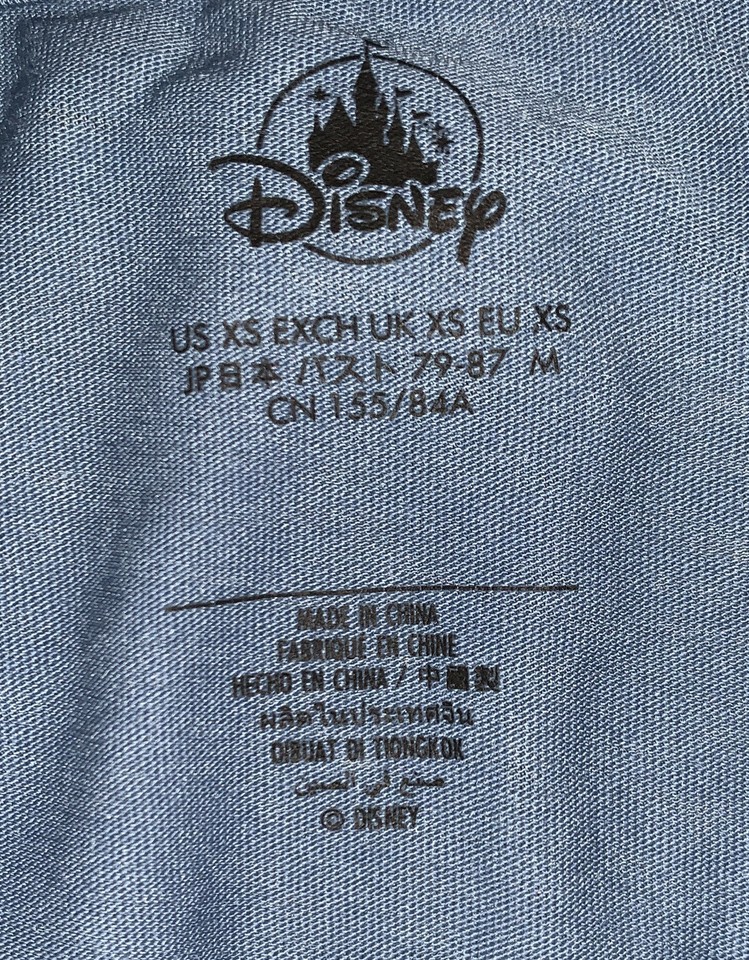 Disney
US XS EXCH UK XS EU XS
JP日本 バスト 79-87 M
CN 155/84A
MADE IN CHINA
FABRIQUE EN CHINE
HECHO EN CHINA / 中國製
ผลิตในประเทศจีน
DIBUAT DI TIONGKOK
صنع في الصين
© DISNEY